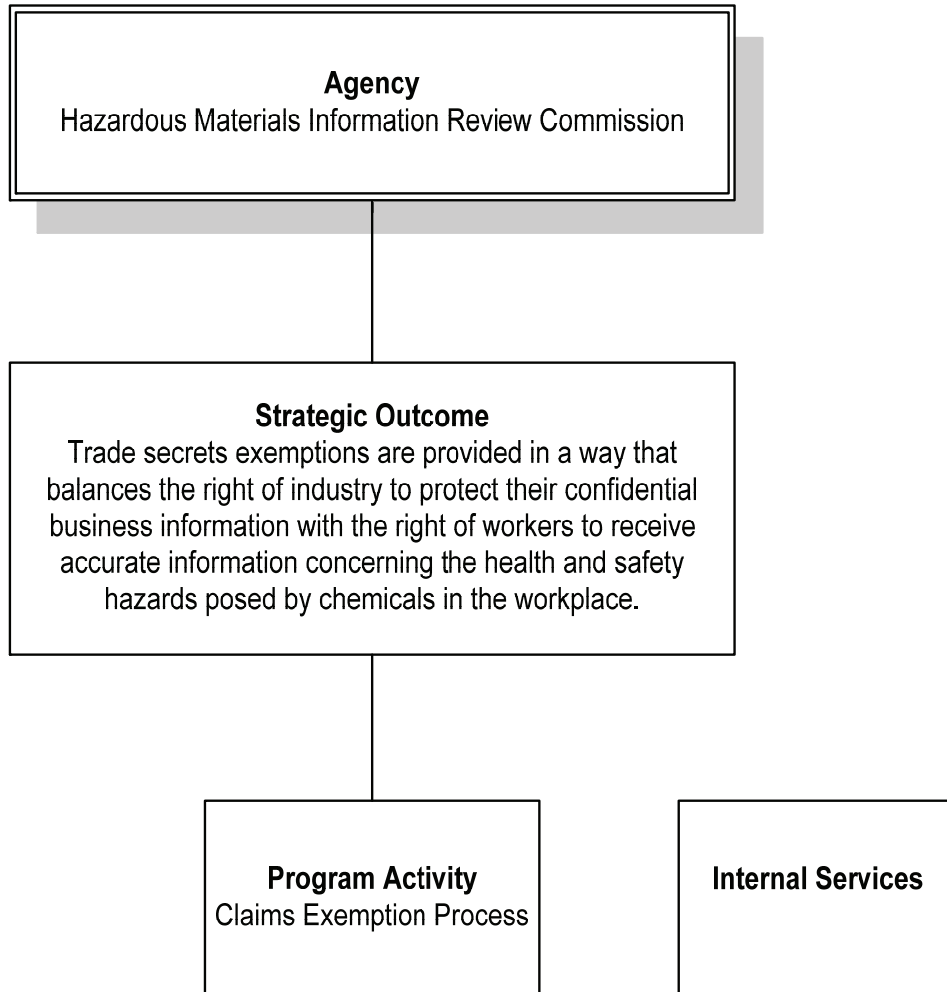 Agency
Hazardous Materials Information Review Commission
Strategic Outcome
Trade secrets exemptions are provided in a way that
balances the right of industry to protect their confidential
business information with the right of workers to receive
accurate information concerning the health and safety
hazards posed by chemicals in the workplace.
Program Activity
Claims Exemption Process
Internal Services